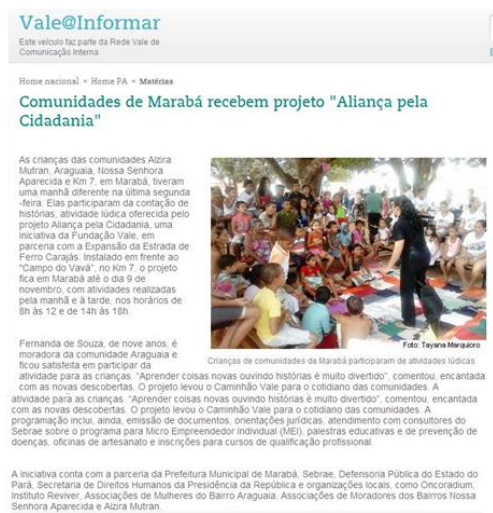 Vale@Informar
Este veículo faz parte da Rede Vale de
Comunicação Interna
Home nacional » Home PA » Matérias
Comunidades de Marabá recebem projeto "Aliança pela
Cidadania"
As crianças das comunidades Alzira
Mutran, Araguaia, Nossa Senhora
Aparecida e Km 7, em Marabá, tiveram
uma manhã diferente na última segunda
-feira. Elas participaram da contação de
histórias, atividade lúdica oferecida pelo
projeto Aliança pela Cidadania, uma
iniciativa da Fundação Vale, em
parceria com a Expansão da Estrada de
Ferro Carajás. Instalado em frente ao
"Campo do Vavá", no Km 7, o projeto
fica em Marabá até o dia 9 de
novembro, com atividades realizadas
pela manhã e à tarde, nos horários de
8h às 12 e de 14h às 18h.
Foto: Tayana Marquioro
Crianças de comunidades de Marabá participaram de atividades lúdicas
Fernanda de Souza, de nove anos, é
moradora da comunidade Araguaia e
ficou satisfeita em participar da
atividade para as crianças. "Aprender coisas novas ouvindo histórias é muito divertido", comentou, encantada
com as novas descobertas. O projeto levou o Caminhão Vale para o cotidiano das comunidades. A
atividade para as crianças. "Aprender coisas novas ouvindo histórias é muito divertido", comentou, encantada
com as novas descobertas. O projeto levou o Caminhão Vale para o cotidiano das comunidades. A
programação inclui, ainda, emissão de documentos, orientações jurídicas, atendimento com consultores do
Sebrae sobre o programa para Micro Empreendedor Individual (MEI), palestras educativas e de prevenção de
doenças, oficinas de artesanato e inscrições para cursos de qualificação profissional.
A iniciativa conta com a parceria da Prefeitura Municipal de Marabá, Sebrae, Defensoria Pública do Estado do
Pará, Secretaria de Direitos Humanos da Presidência da República e organizações locais, como Oncoradium,
Instituto Reviver, Associações de Mulheres do Bairro Araguaia, Associações de Moradores dos Bairros Nossa
Senhora Aparecida e Alzira Mutran.